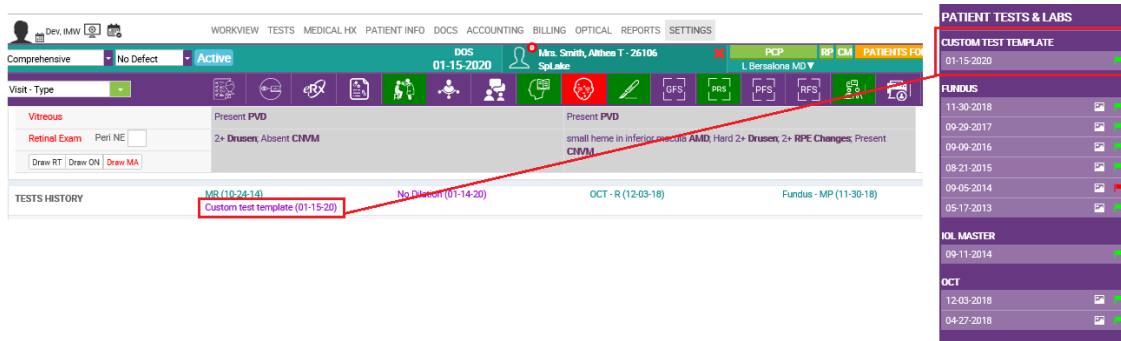 Dev, IMW
WORKVIEW TESTS MEDICAL HX PATIENT INFO DOCS ACCOUNTING BILLING OPTICAL REPORTS SETTINGS
Comprehensive No Defect Active
DOS
01-15-2020
Mrs. Smith, Althea T - 26106
SpLake
PCP RP CM PATIENTS FO
L Bersalona MD
Visit - Type
eRx GFS PRS PFS RFS
Vitreous Present PVD Present PVD
Retinal Exam Peri NE 2+ Drusen; Absent CNVM small heme in inferior macula AMD; Hard 2+ Drusen; 2+ RPE Changes; Present
CNVM
Draw RT Draw ON Draw MA
TESTS HISTORY MR (10-24-14) No Dilation (01-14-20) OCT - R (12-03-18) Fundus - MP (11-30-18)
Custom test template (01-15-20)
PATIENT TESTS & LABS
CUSTOM TEST TEMPLATE
01-15-2020
FUNDUS
11-30-2018
09-29-2017
09-09-2016
08-21-2015
09-05-2014
05-17-2013
IOL MASTER
09-11-2014
OCT
12-03-2018
04-27-2018